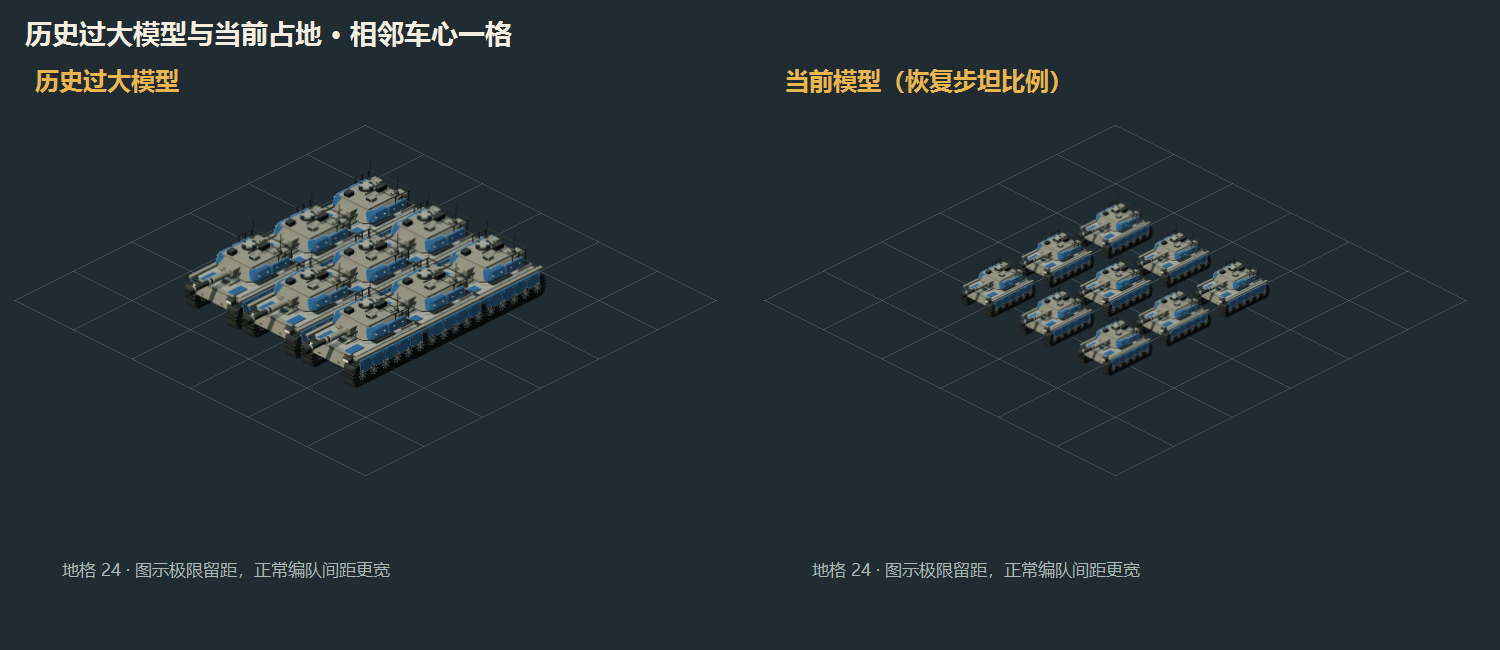 历史过大模型与当前占地 · 相邻车心一格
历史过大模型
当前模型（恢复步坦比例）
地格 24 · 图示极限留距，正常编队间距更宽
地格 24 · 图示极限留距，正常编队间距更宽